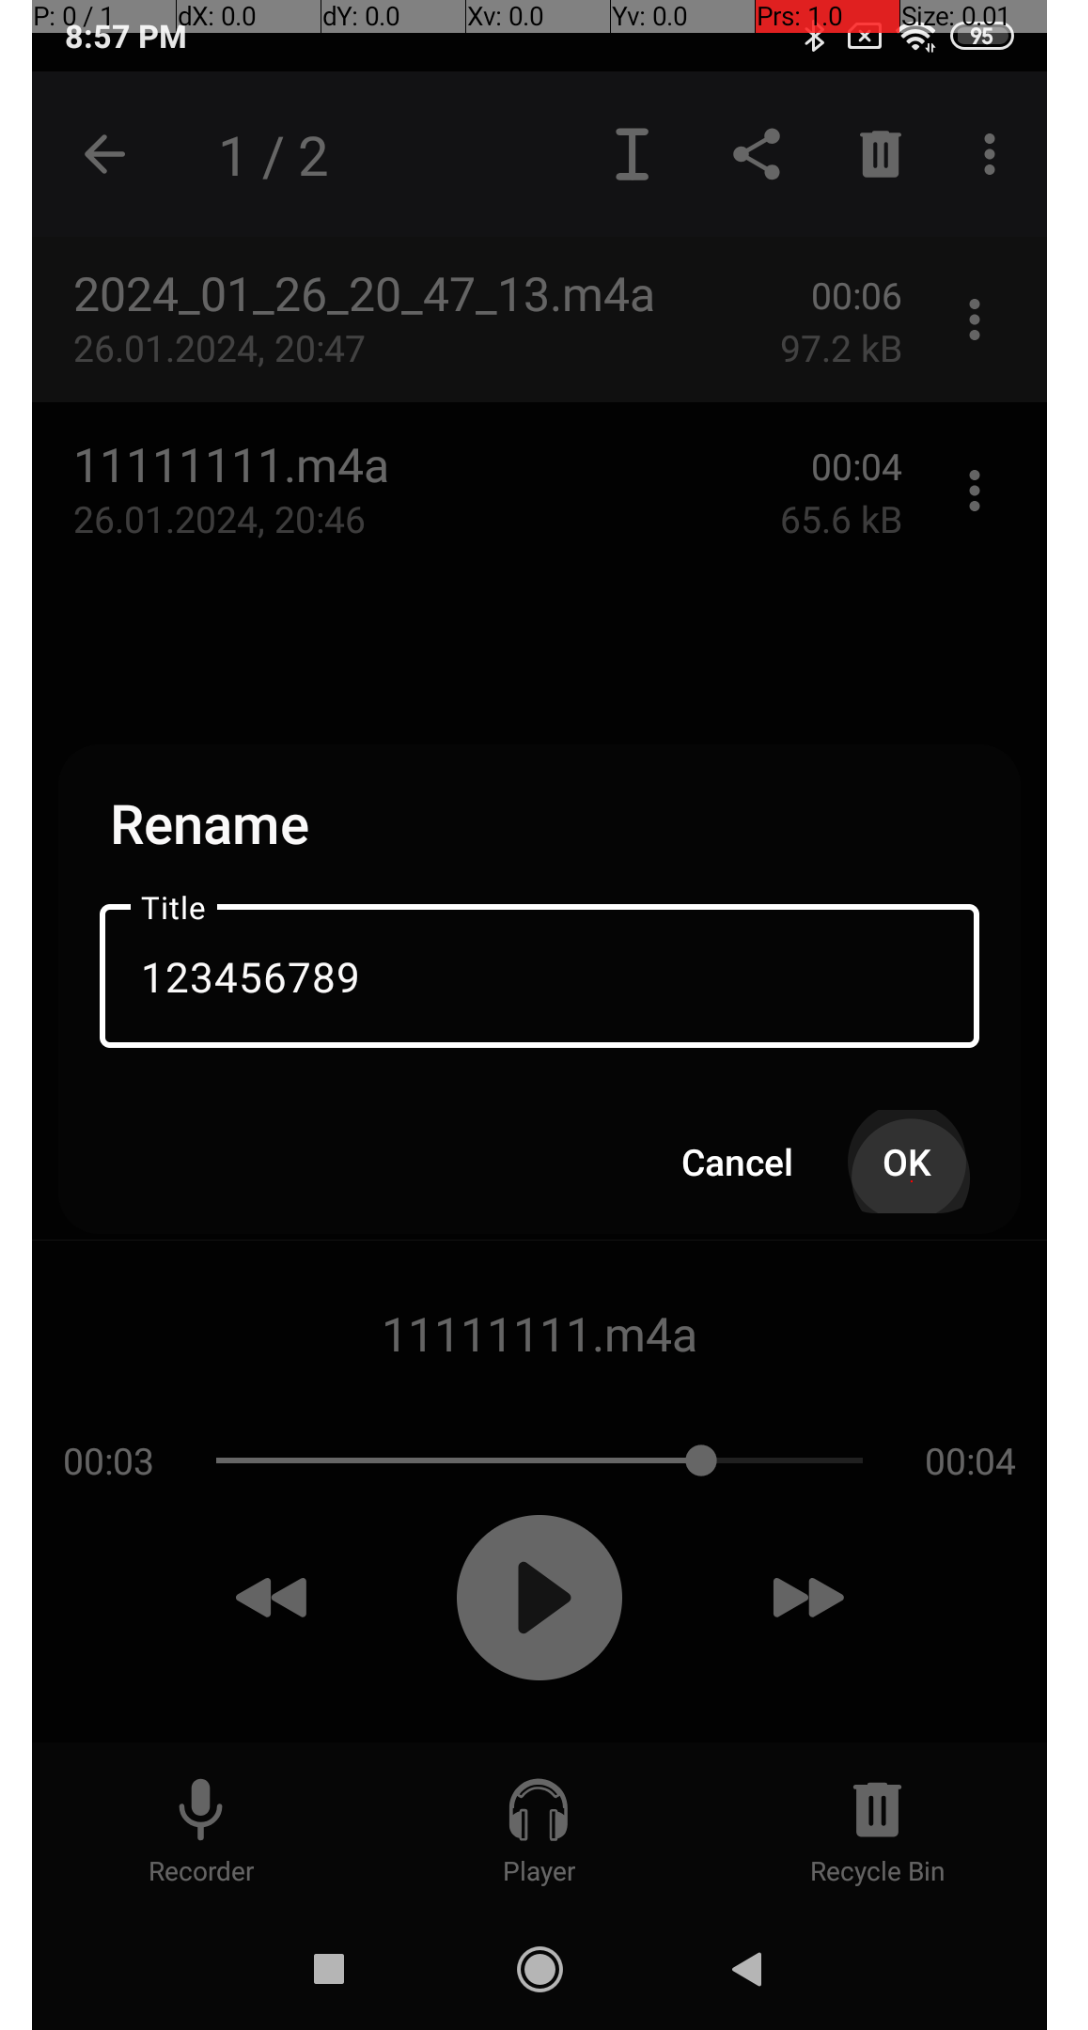 P: 0 / 1 dX: 0.0 dY: 0.0 Xv: 0.0 Yv: 0.0 Prs: 1.0 Size: 0.01
8:57 PM 95
1 / 2
2024_01_26_20_47_13.m4a 00:06
26.01.2024, 20:47 97.2 kB
11111111.m4a 00:04
26.01.2024, 20:46 65.6 kB
Rename
Title
123456789
Cancel OK
11111111.m4a
00:03 00:04
Recorder Player Recycle Bin